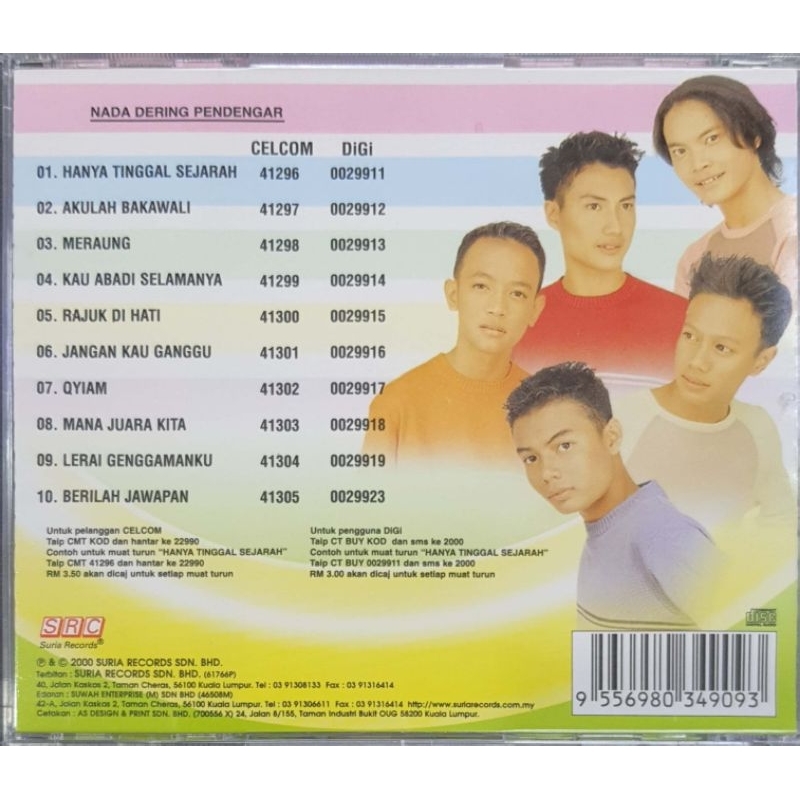 NADA DERING PENDENGAR
CELCOM DiGi
01. HANYA TINGGAL SEJARAH 41296 0029911
02. AKULAH BAKAWALI 41297 0029912
03. MERAUNG 41298 0029913
04. KAU ABADI SELAMANYA 41299 0029914
05. RAJUK DI HATI 41300 0029915
06. JANGAN KAU GANGGU 41301 0029916
07. QYIAM 41302 0029917
08. MANA JUARA KITA 41303 0029918
09. LERAI GENGGAMANKU 41304 0029919
10. BERILAH JAWAPAN 41305 0029923
Untuk pelanggan CELCOM
Taip CMT KOD dan hantar ke 22990
Contoh untuk muat turun "HANYA TINGGAL SEJARAH"
Taip CMT 41296 dan hantar ke 22990
RM 3.50 akan dicaj untuk setiap muat turun
Untuk pengguna DiGi
Taip CT BUY KOD dan sms ke 2000
Contoh untuk muat turun "HANYA TINGGAL SEJARAH"
Taip CT BUY 0029911 dan sms ke 2000
RM 3.00 akan dicaj untuk setiap muat turun
SRC
Suria Records®
℗ & © 2000 SURIA RECORDS SDN. BHD.
Terbitan : SURIA RECORDS SDN. BHD. (61766P)
40, Jalan Kaskas 2, Taman Cheras, 56100 Kuala Lumpur. Tel : 03 91308133 Fax : 03 91316414
Edaran : SUWAH ENTERPRISE (M) SDN BHD (46508M)
42-A, Jalan Kaskas 2, Taman Cheras, 56100 Kuala Lumpur. Tel : 03 91306611 Fax : 03 91316414 http://www.suriarecords.com.my
Cetakan : AS DESIGN & PRINT SDN. BHD. (700556 X) 24, Jalan 8/155, Taman Industri Bukit OUG 58200 Kuala Lumpur.
disc
DIGITAL AUDIO
9 556980 349093